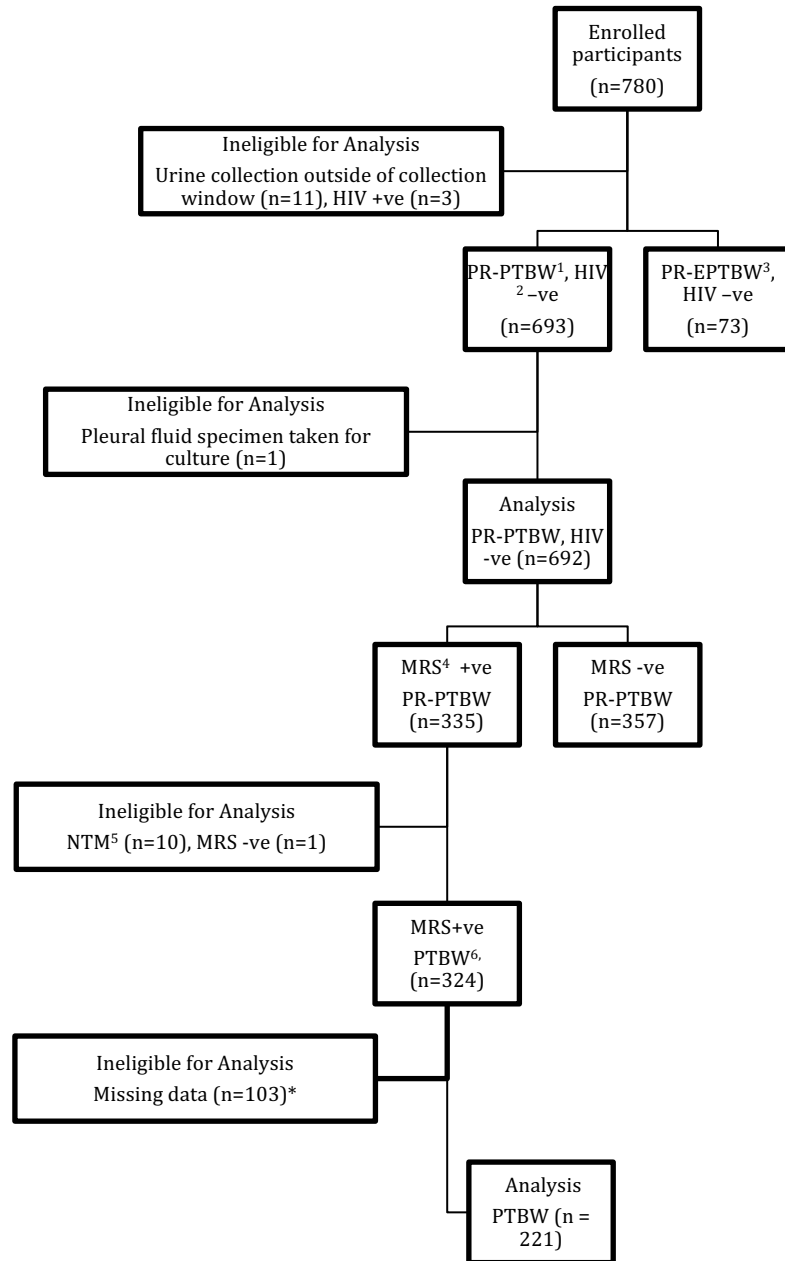 Enrolled
participants
(n=780)
Ineligible for Analysis
Urine collection outside of collection
window (n=11), HIV +ve (n=3)
PR-PTBW¹, HIV
² –ve
(n=693)
PR-EPTBW³,
HIV –ve
(n=73)
Ineligible for Analysis
Pleural fluid specimen taken for
culture (n=1)
Analysis
PR-PTBW, HIV
-ve (n=692)
MRS⁴ +ve
PR-PTBW
(n=335)
MRS -ve
PR-PTBW
(n=357)
Ineligible for Analysis
NTM⁵ (n=10), MRS -ve (n=1)
MRS+ve
PTBW⁶,
(n=324)
Ineligible for Analysis
Missing data (n=103)*
Analysis
PTBW (n =
221)